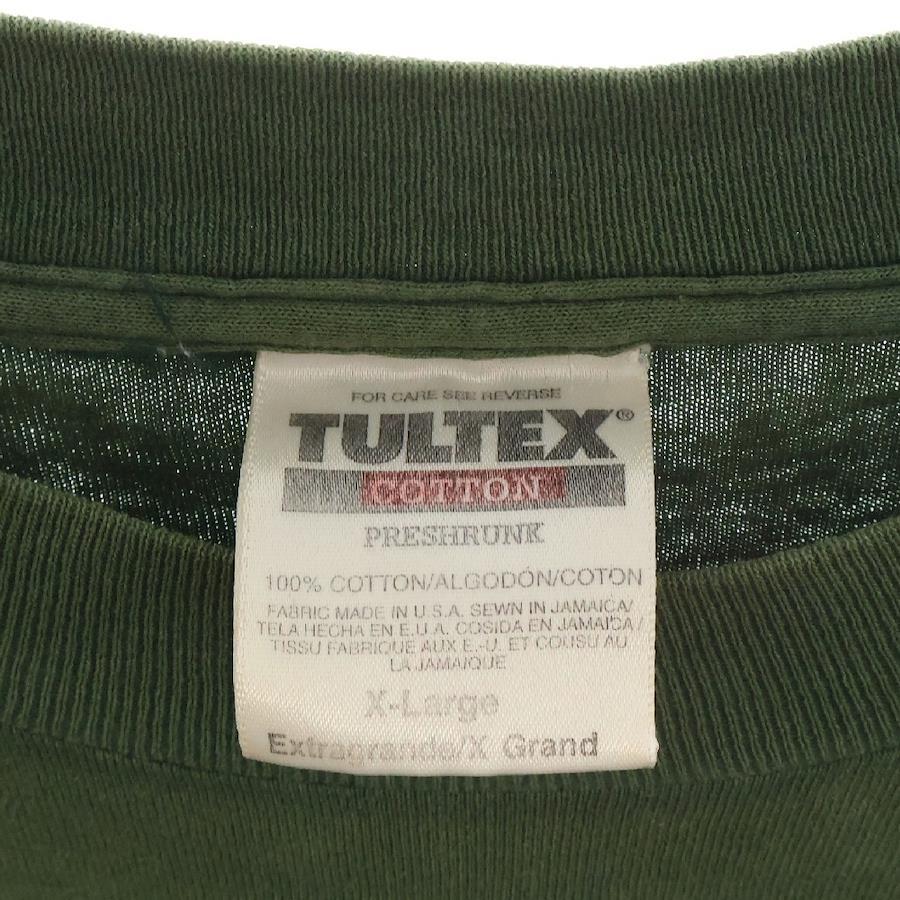 FOR CARE SEE REVERSE
TULTEX®
COTTON
PRESHRUNK
100% COTTON/ALGODÓN/COTON
FABRIC MADE IN U.S.A. SEWN IN JAMAICA/
TELA HECHA EN E.U.A. COSIDA EN JAMAICA/
TISSU FABRIQUE AUX E.-U. ET COUSU AU
LA JAMAIQUE
X-Large
Extragrande/X Grand